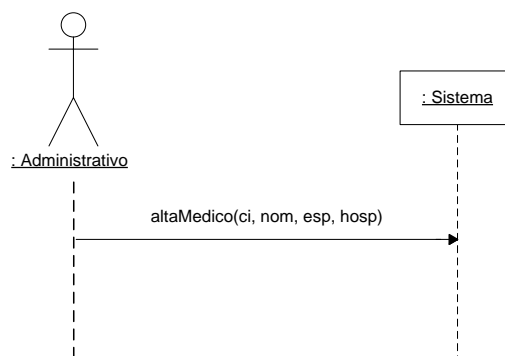 : Sistema
: Administrativo
altaMedico(ci, nom, esp, hosp)